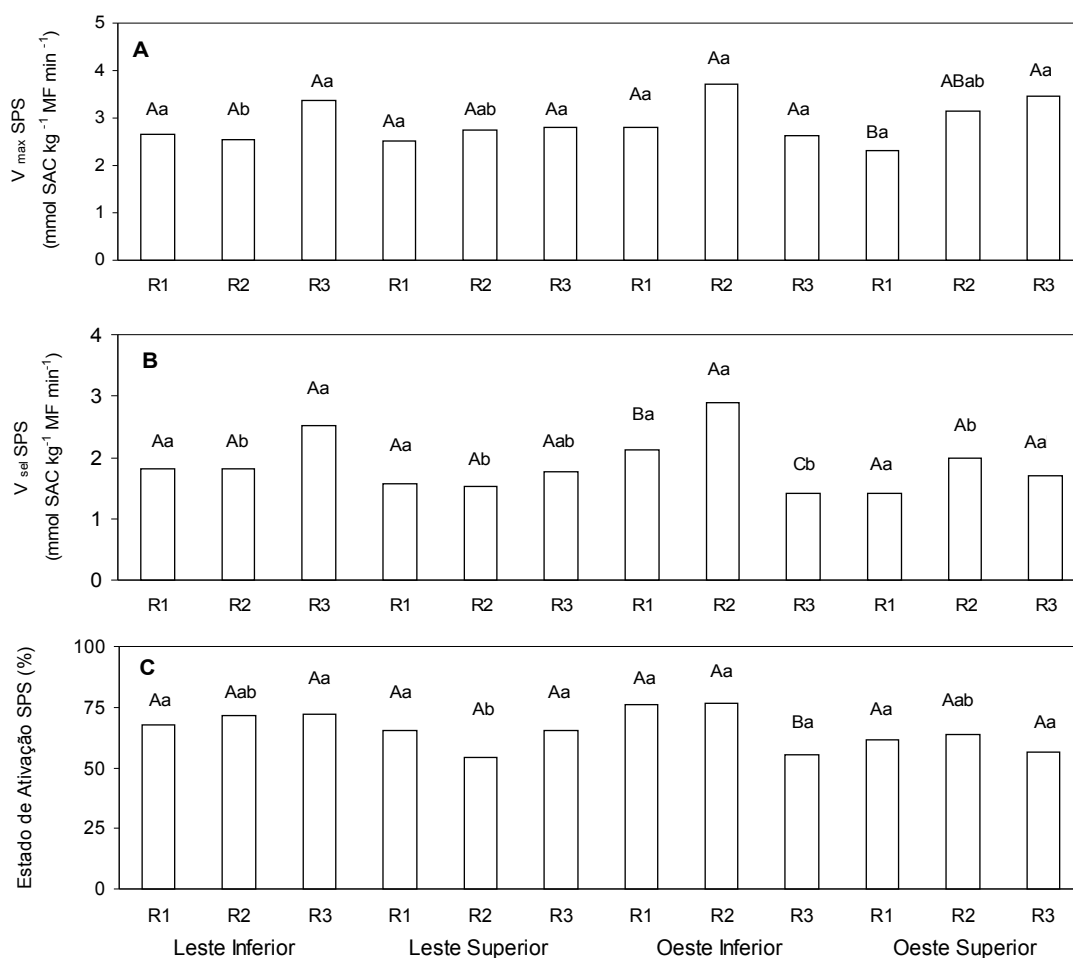 A
V max SPS
(mmol SAC kg⁻¹ MF min⁻¹)
5
4
3
2
1
0
Aa Ab Aa Aa Aab Aa Aa Aa Aa Ba ABab Aa
R1 R2 R3 R1 R2 R3 R1 R2 R3 R1 R2 R3
B
V sel SPS
(mmol SAC kg⁻¹ MF min⁻¹)
4
3
2
1
0
Aa Ab Aa Aa Ab Aab Ba Aa Cb Aa Ab Aa
R1 R2 R3 R1 R2 R3 R1 R2 R3 R1 R2 R3
C
Estado de Ativação SPS (%)
100
75
50
25
0
Aa Aab Aa Aa Ab Aa Aa Aa Ba Aa Aab Aa
R1 R2 R3 R1 R2 R3 R1 R2 R3 R1 R2 R3
Leste Inferior Leste Superior Oeste Inferior Oeste Superior